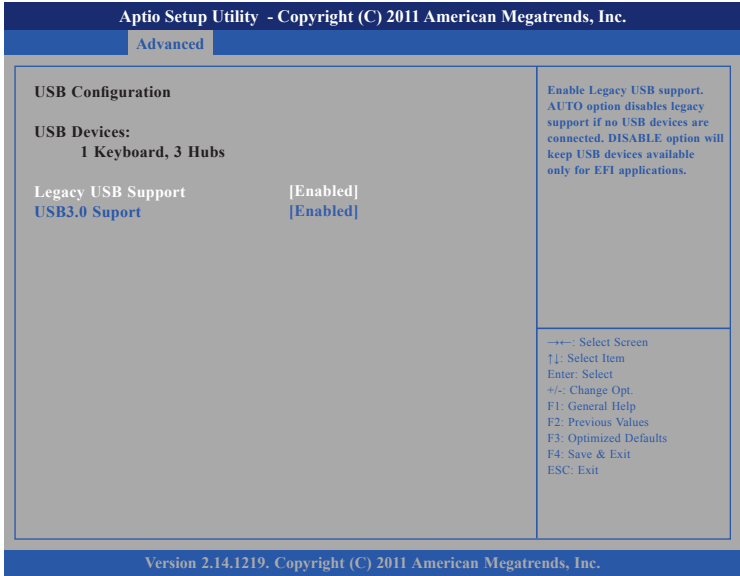 Aptio Setup Utility - Copyright (C) 2011 American Megatrends, Inc.
Advanced
USB Configuration
USB Devices:
1 Keyboard, 3 Hubs
Legacy USB Support [Enabled]
USB3.0 Suport [Enabled]
Enable Legacy USB support.
AUTO option disables legacy
support if no USB devices are
connected. DISABLE option will
keep USB devices available
only for EFI applications.
→←: Select Screen
↑↓: Select Item
Enter: Select
+/-: Change Opt.
F1: General Help
F2: Previous Values
F3: Optimized Defaults
F4: Save & Exit
ESC: Exit
Version 2.14.1219. Copyright (C) 2011 American Megatrends, Inc.